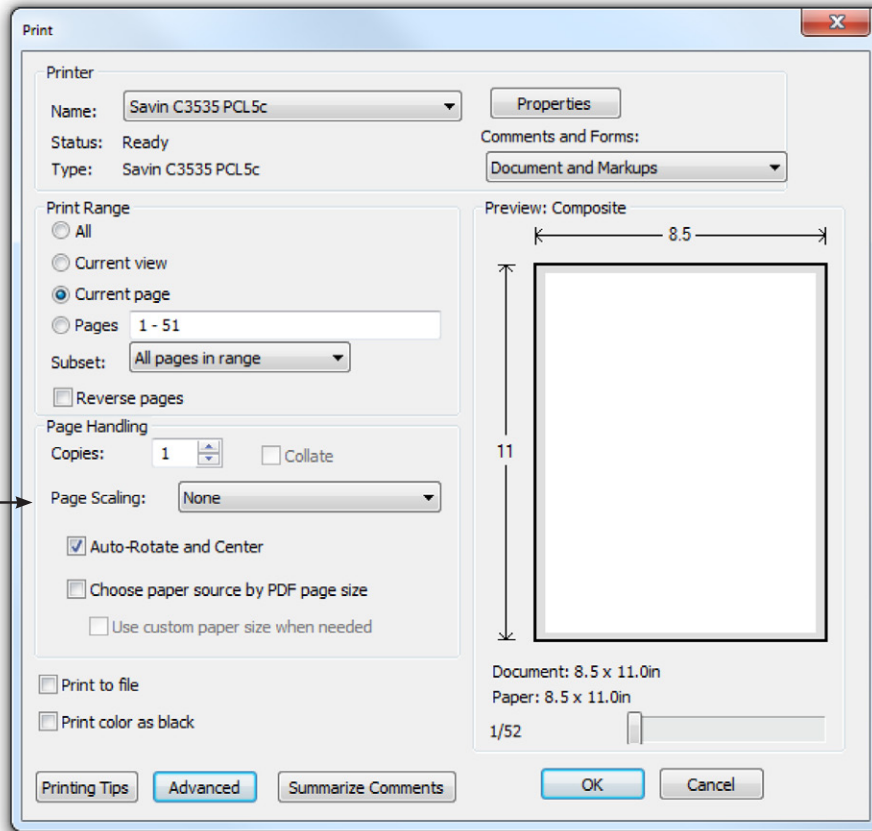 Print
Printer
Name: Savin C3535 PCL5c
Properties
Status: Ready
Comments and Forms:
Type: Savin C3535 PCL5c
Document and Markups
Print Range
All
Current view
Current page
Pages 1 - 51
Subset: All pages in range
Reverse pages
Page Handling
Copies: 1 Collate
Page Scaling: None
Auto-Rotate and Center
Choose paper source by PDF page size
Use custom paper size when needed
Print to file
Print color as black
Preview: Composite
8.5
11
Document: 8.5 x 11.0in
Paper: 8.5 x 11.0in
1/52
Printing Tips Advanced Summarize Comments OK Cancel